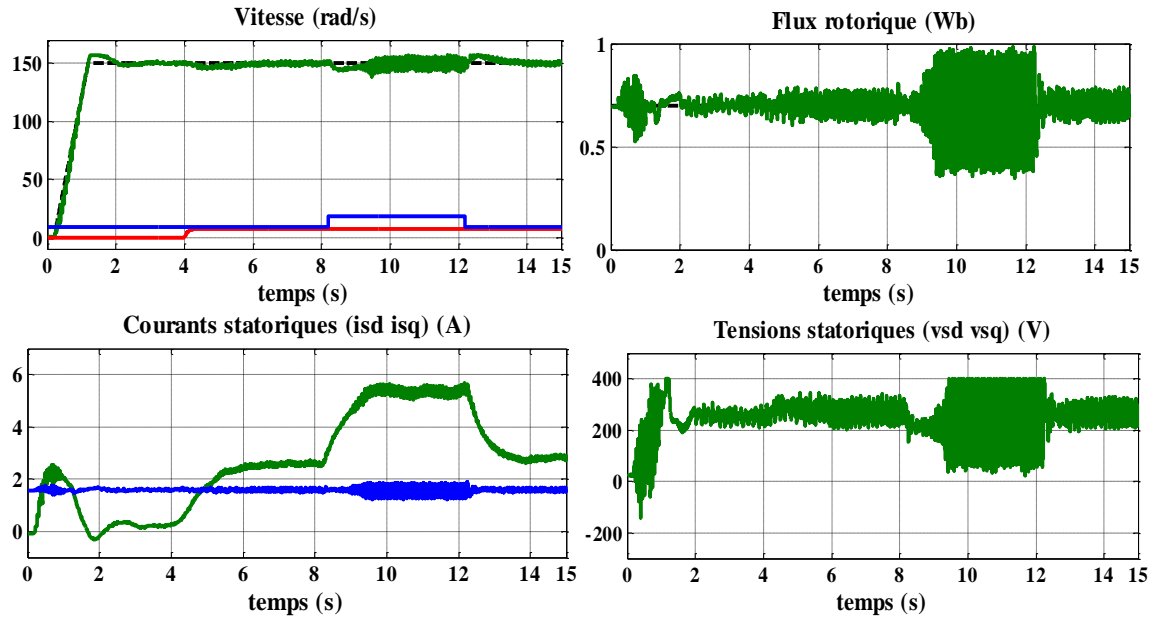 Vitesse (rad/s)
150
100
50
0
0 2 4 6 8 10 12 14 15
temps (s)
Flux rotorique (Wb)
1
0.5
0
0 2 4 6 8 10 12 14 15
temps (s)
Courants statoriques (isd isq) (A)
6
4
2
0
0 2 4 6 8 10 12 14 15
temps (s)
Tensions statoriques (vsd vsq) (V)
400
200
0
-200
0 2 4 6 8 10 12 14 15
temps (s)